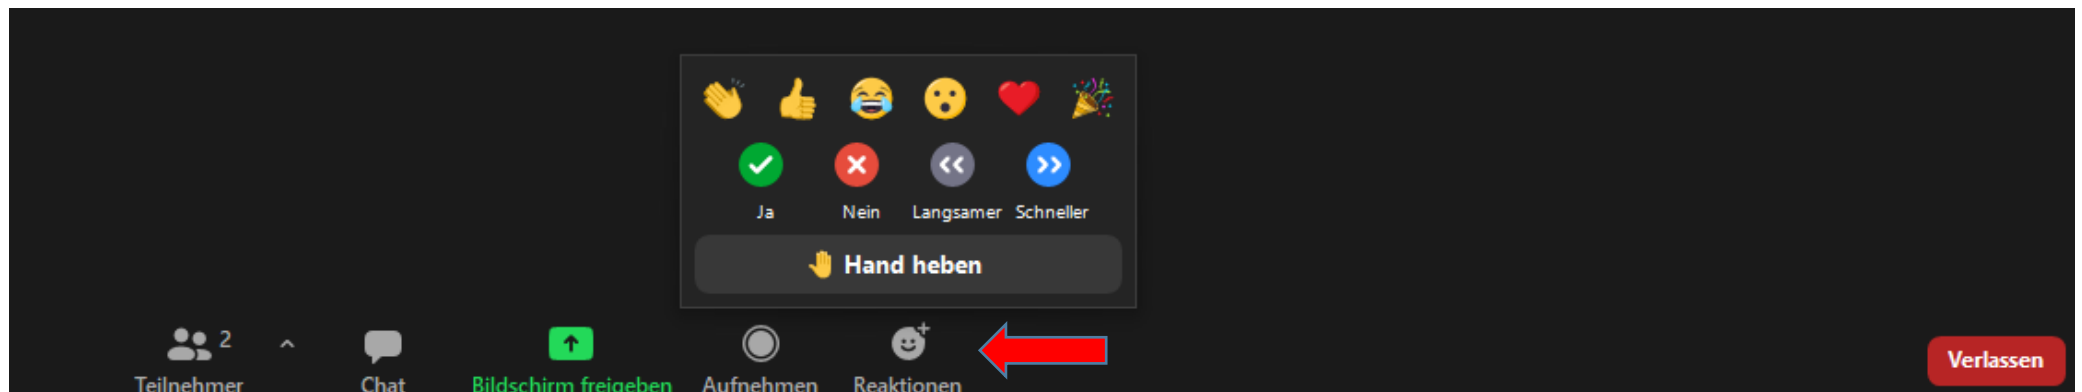 Ja Nein Langsamer Schneller
Hand heben
2
Teilnehmer Chat Bildschirm freigeben Aufnehmen Reaktionen
Verlassen